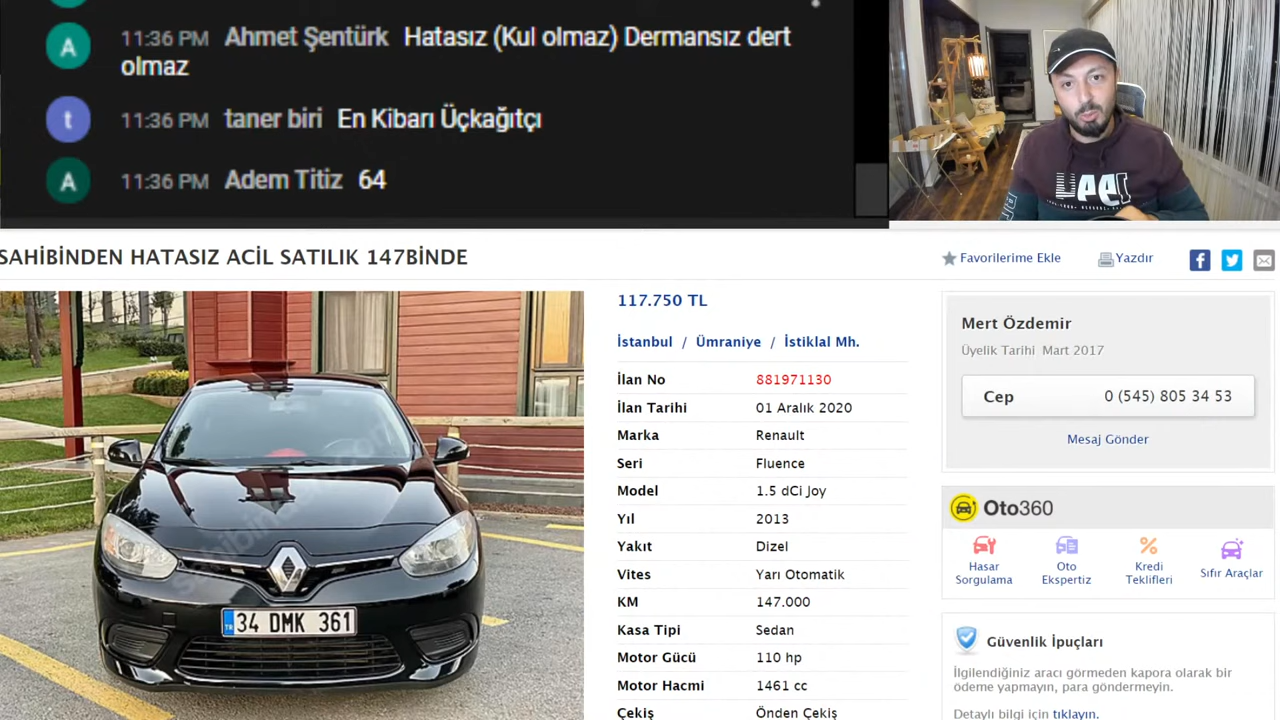 A
11:36 PM Ahmet Şentürk Hatasız (Kul olmaz) Dermansız dert
olmaz
t
11:36 PM taner biri En Kibarı Üçkağıtçı
A
11:36 PM Adem Titiz 64
SAHİBİNDEN HATASIZ ACİL SATILIK 147BİNDE
Favorilerime Ekle
Yazdır
34 DMK 361
117.750 TL
İstanbul / Ümraniye / İstiklal Mh.
İlan No 881971130
İlan Tarihi 01 Aralık 2020
Marka Renault
Seri Fluence
Model 1.5 dCi Joy
Yıl 2013
Yakıt Dizel
Vites Yarı Otomatik
KM 147.000
Kasa Tipi Sedan
Motor Gücü 110 hp
Motor Hacmi 1461 cc
Çekiş Önden Çekiş
Mert Özdemir
Üyelik Tarihi Mart 2017
Cep 0 (545) 805 34 53
Mesaj Gönder
Oto360
Hasar
Sorgulama
Oto
Ekspertiz
Kredi
Teklifleri
Sıfır Araçlar
Güvenlik İpuçları
İlgilendiğiniz aracı görmeden kapora olarak bir
ödeme yapmayın, para göndermeyin.
Detaylı bilgi için tıklayın.